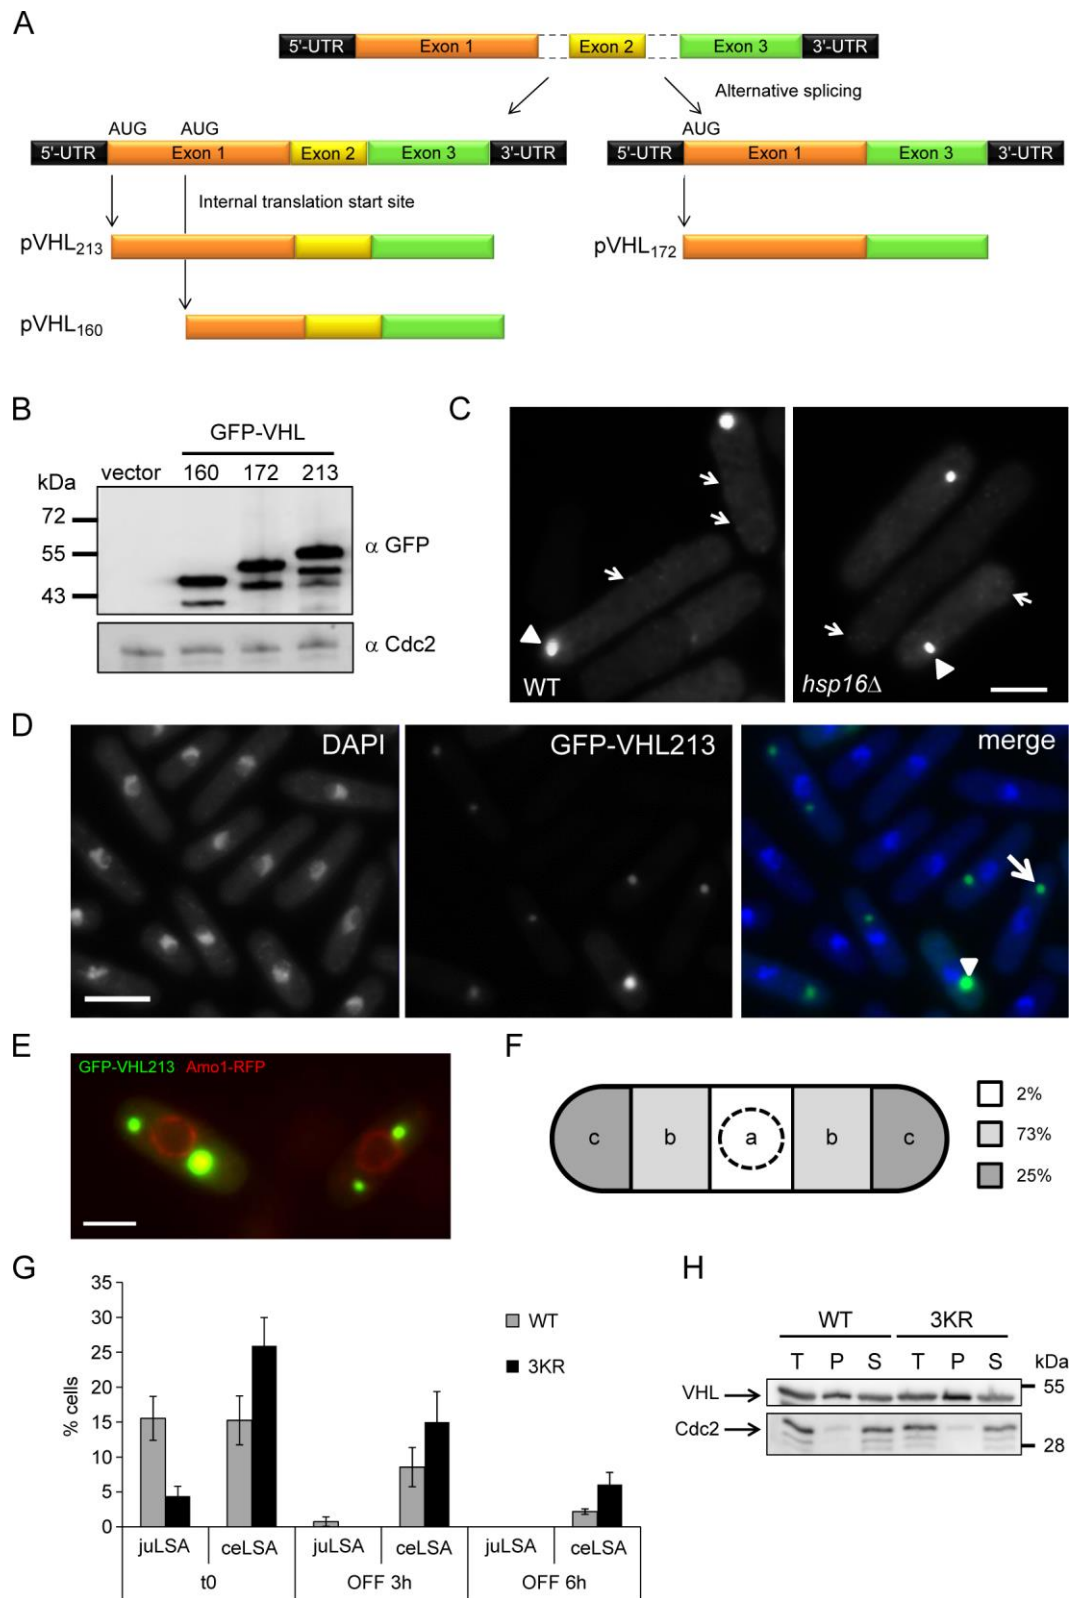 A
5'-UTR Exon 1 Exon 2 Exon 3 3'-UTR
Alternative splicing
AUG AUG AUG
5'-UTR Exon 1 Exon 2 Exon 3 3'-UTR 5'-UTR Exon 1 Exon 3 3'-UTR
Internal translation start site
pVHL213 pVHL172
pVHL160
B
GFP-VHL
vector 160 172 213
kDa
72
55
43
α GFP
α Cdc2
C
WT
hsp16Δ
D
DAPI
GFP-VHL213
merge
E
GFP-VHL213 Amo1-RFP
F
c b a b c
2%
73%
25%
G
% cells
35
30
25
20
15
10
5
0
WT
3KR
juLSA ceLSA juLSA ceLSA juLSA ceLSA
t0 OFF 3h OFF 6h
H
WT 3KR
T P S T P S kDa
VHL 55
Cdc2
28